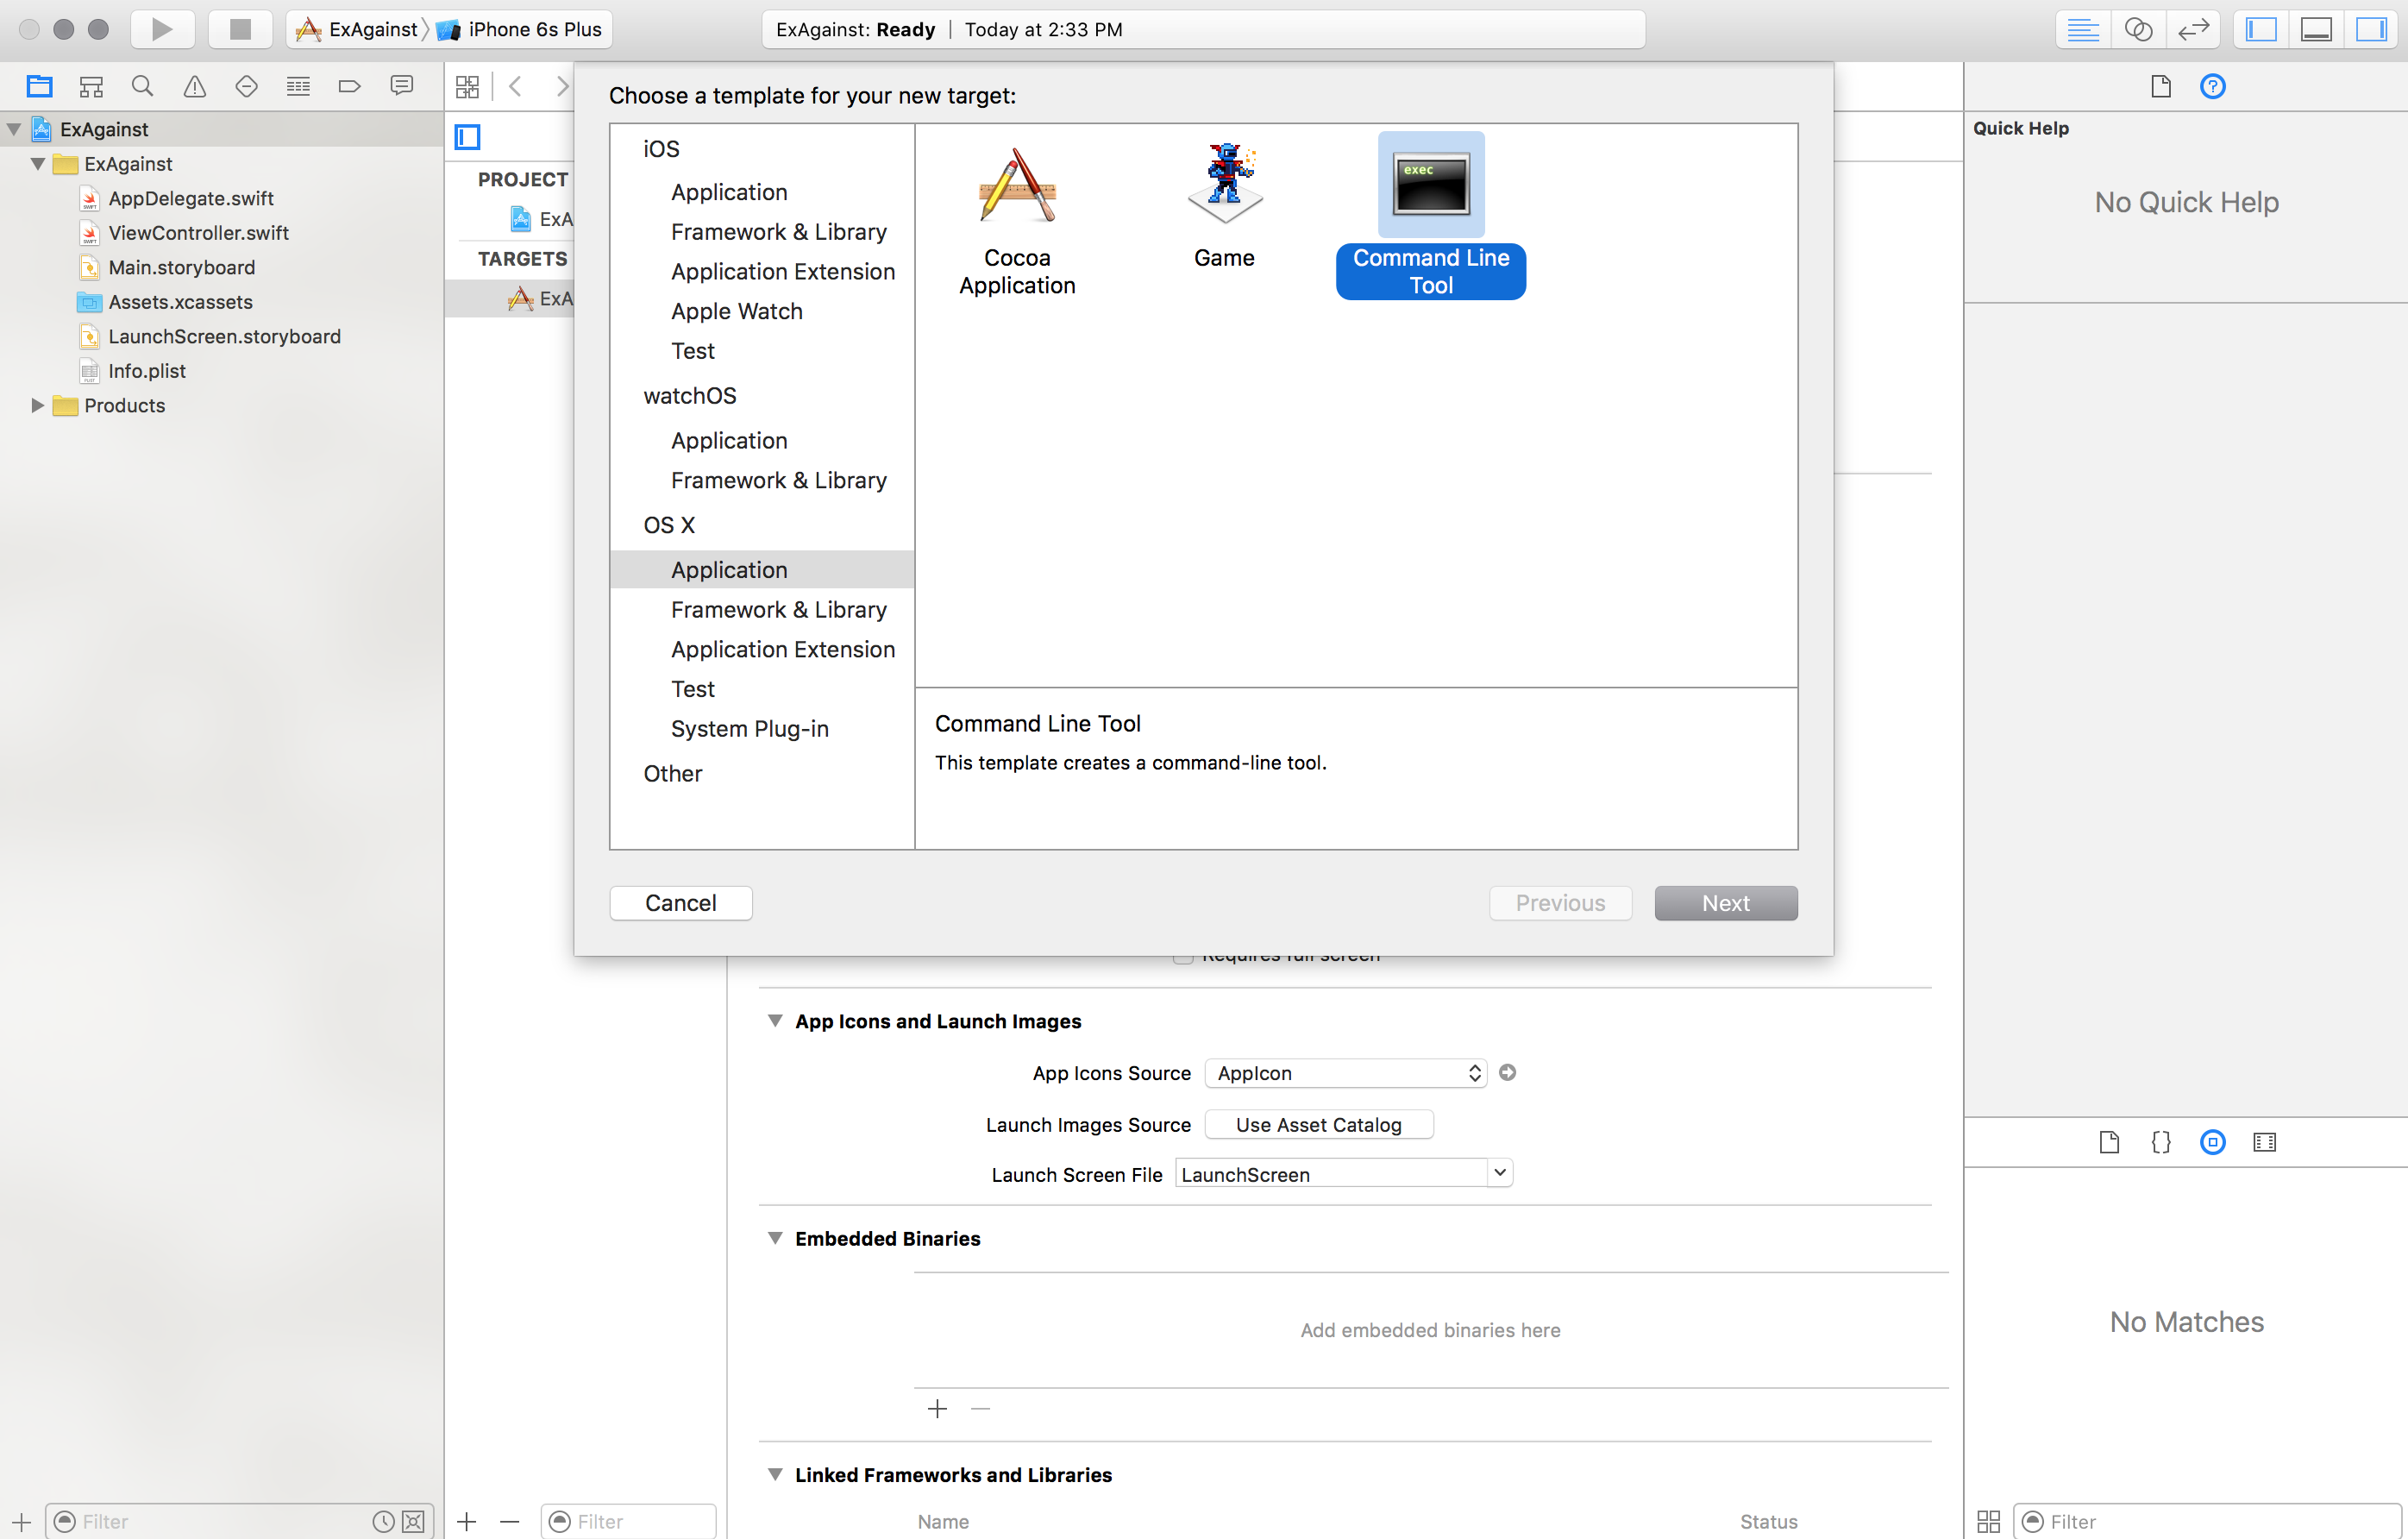 ExAgainst
iPhone 6s Plus
ExAgainst: Ready | Today at 2:33 PM
ExAgainst
ExAgainst
AppDelegate.swift
ViewController.swift
Main.storyboard
Assets.xcassets
LaunchScreen.storyboard
Info.plist
Products
Filter
PROJECT
ExA
TARGETS
ExA
Filter
Choose a template for your new target:
iOS
Application
Framework & Library
Application Extension
Apple Watch
Test
watchOS
Application
Framework & Library
OS X
Application
Framework & Library
Application Extension
Test
System Plug-in
Other
Cocoa
Application
Game
exec
Command Line
Tool
Command Line Tool
This template creates a command-line tool.
Cancel
Previous
Next
Requires full screen
App Icons and Launch Images
App Icons Source
AppIcon
Launch Images Source
Use Asset Catalog
Launch Screen File
LaunchScreen
Embedded Binaries
Add embedded binaries here
Linked Frameworks and Libraries
Name
Status
Quick Help
No Quick Help
No Matches
Filter